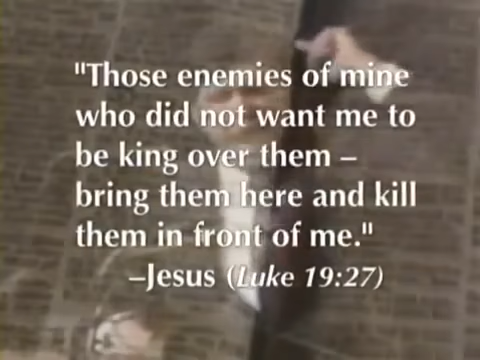 "Those enemies of mine
who did not want me to
be king over them –
bring them here and kill
them in front of me."
–Jesus (Luke 19:27)